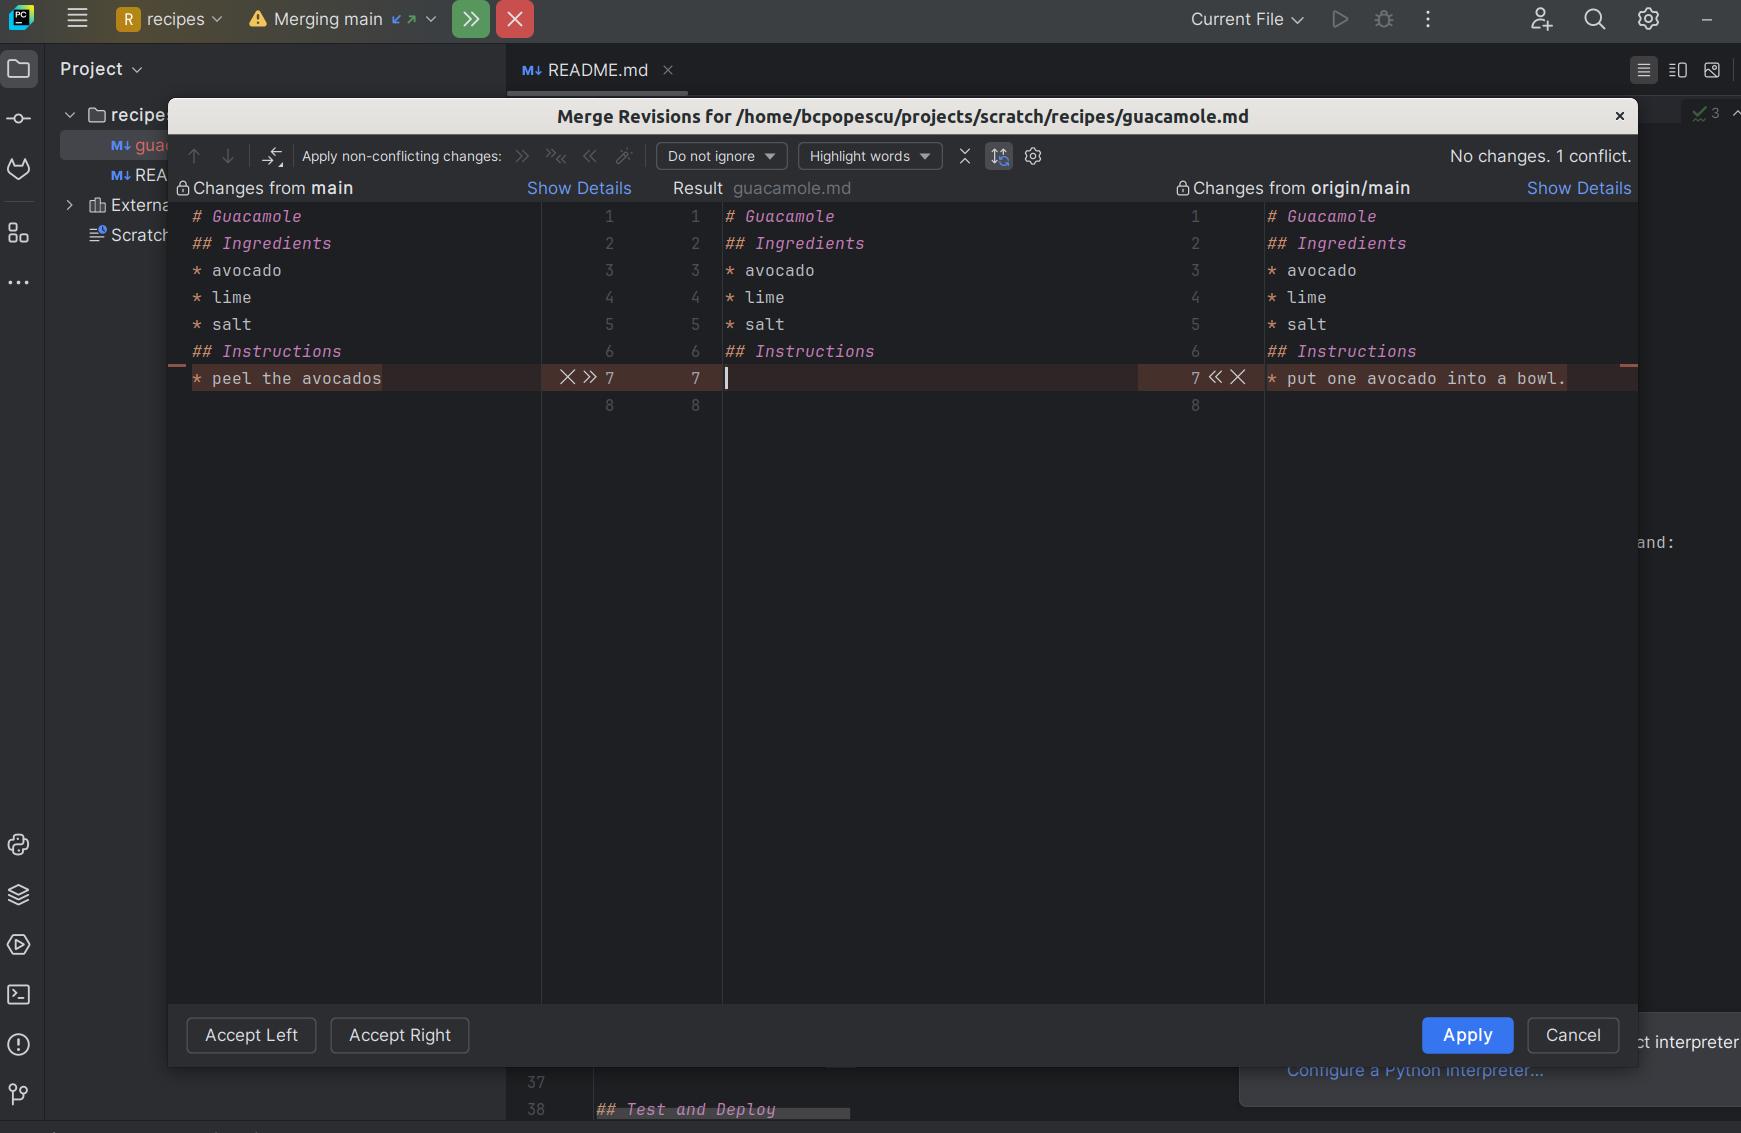 PC
R recipes
Merging main
Current File
Project
M↓ README.md
recipe
M↓ gua
M↓ REA
Externa
Scratch
3
Merge Revisions for /home/bcpopescu/projects/scratch/recipes/guacamole.md
Apply non-conflicting changes:
Do not ignore
Highlight words
No changes. 1 conflict.
Changes from main
Show Details
Result guacamole.md
Changes from origin/main
Show Details
# Guacamole 1
## Ingredients 2
* avocado 3
* lime 4
* salt 5
## Instructions 6
* peel the avocados 7
8
1 # Guacamole
2 ## Ingredients
3 * avocado
4 * lime
5 * salt
6 ## Instructions
7
8
1 # Guacamole
2 ## Ingredients
3 * avocado
4 * lime
5 * salt
6 ## Instructions
7 * put one avocado into a bowl.
8
and:
Accept Left
Accept Right
Apply
Cancel
ct interpreter
Configure a Python interpreter...
37
38 ## Test and Deploy